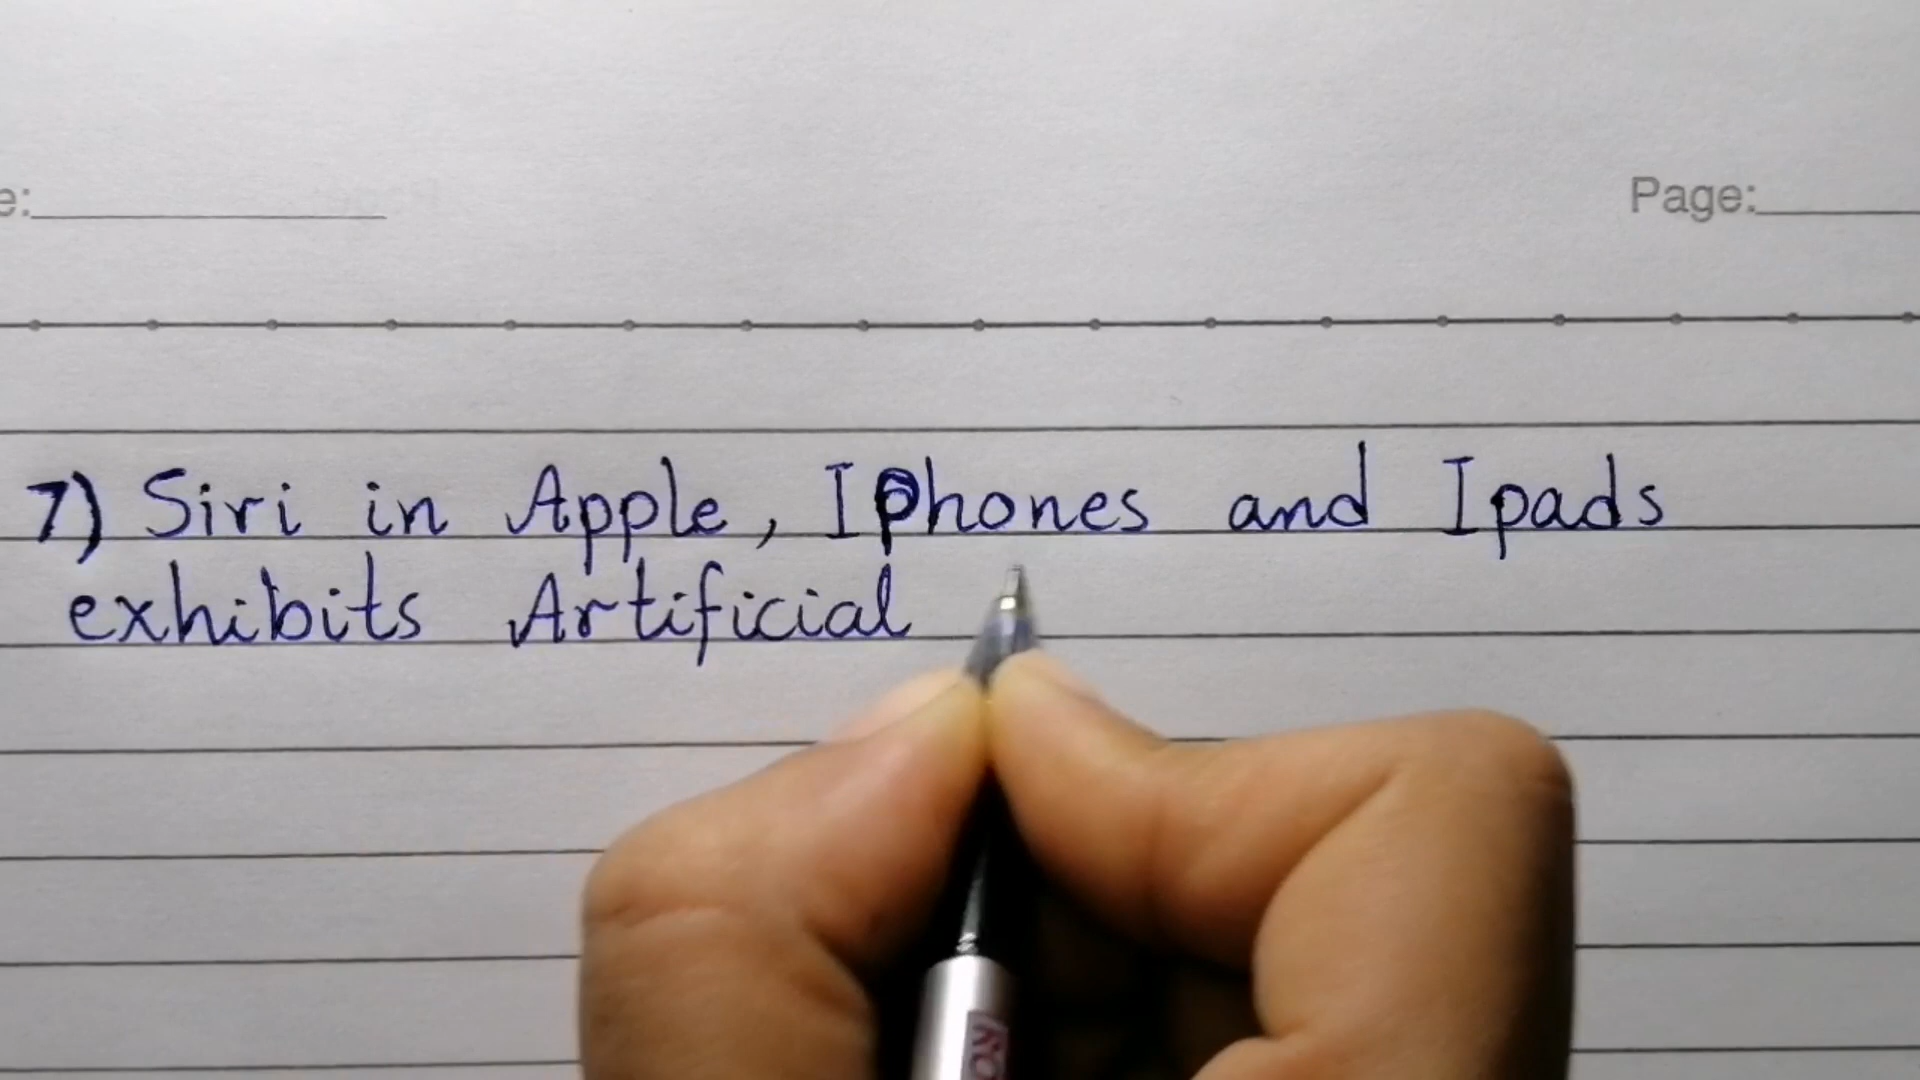 e:
Page:
7) Siri in Apple, IPhones and Ipads
exhibits Artificial